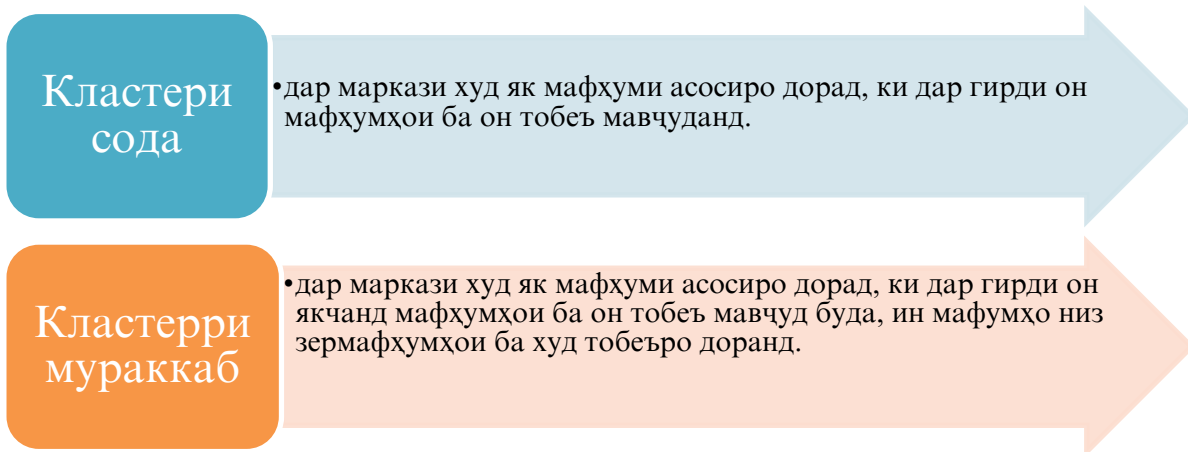 Кластери
сода
•дар маркази худ як мафҳуми асосиро дорад, ки дар гирди он
мафҳумҳои ба он тобеъ мавҷуданд.
Кластерри
мураккаб
•дар маркази худ як мафҳуми асосиро дорад, ки дар гирди он
якчанд мафҳумҳои ба он тобеъ мавҷуд буда, ин мафумҳо низ
зермафҳумҳои ба худ тобеъро доранд.